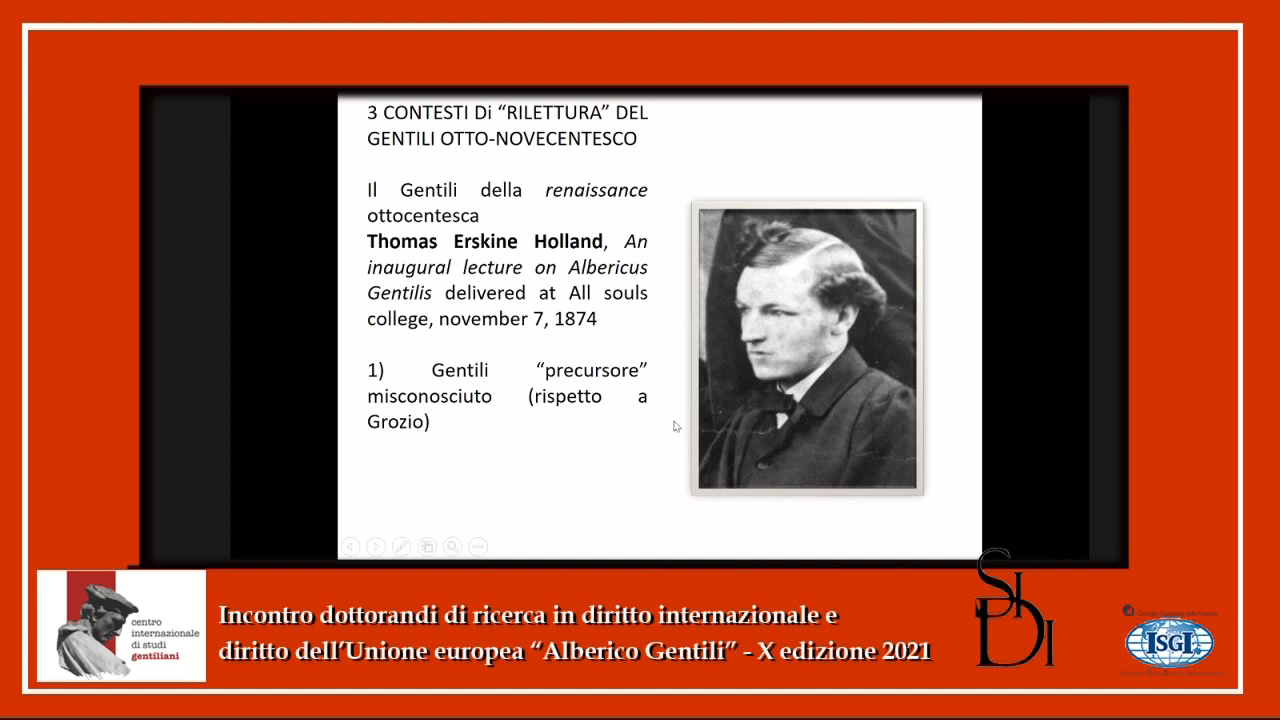 3 CONTESTI Di “RILETTURA” DEL
GENTILI OTTO-NOVECENTESCO
Il Gentili della renaissance
ottocentesca
Thomas Erskine Holland, An
inaugural lecture on Albericus
Gentilis delivered at All souls
college, november 7, 1874
1) Gentili “precursore”
misconosciuto (rispetto a
Grozio)
centro
internazionale
di studi
gentiliani
Incontro dottorandi di ricerca in diritto internazionale e
diritto dell’Unione europea “Alberico Gentili” - X edizione 2021
SIDI
ISGI